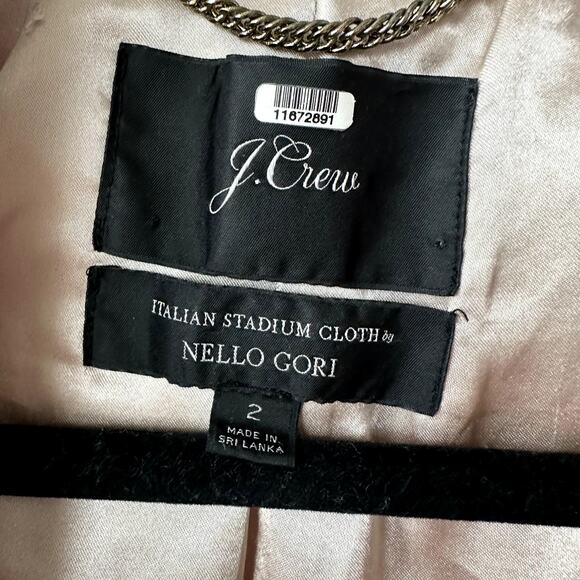 11672891
J.Crew
ITALIAN STADIUM CLOTH by
NELLO GORI
2
MADE IN
SRI LANKA